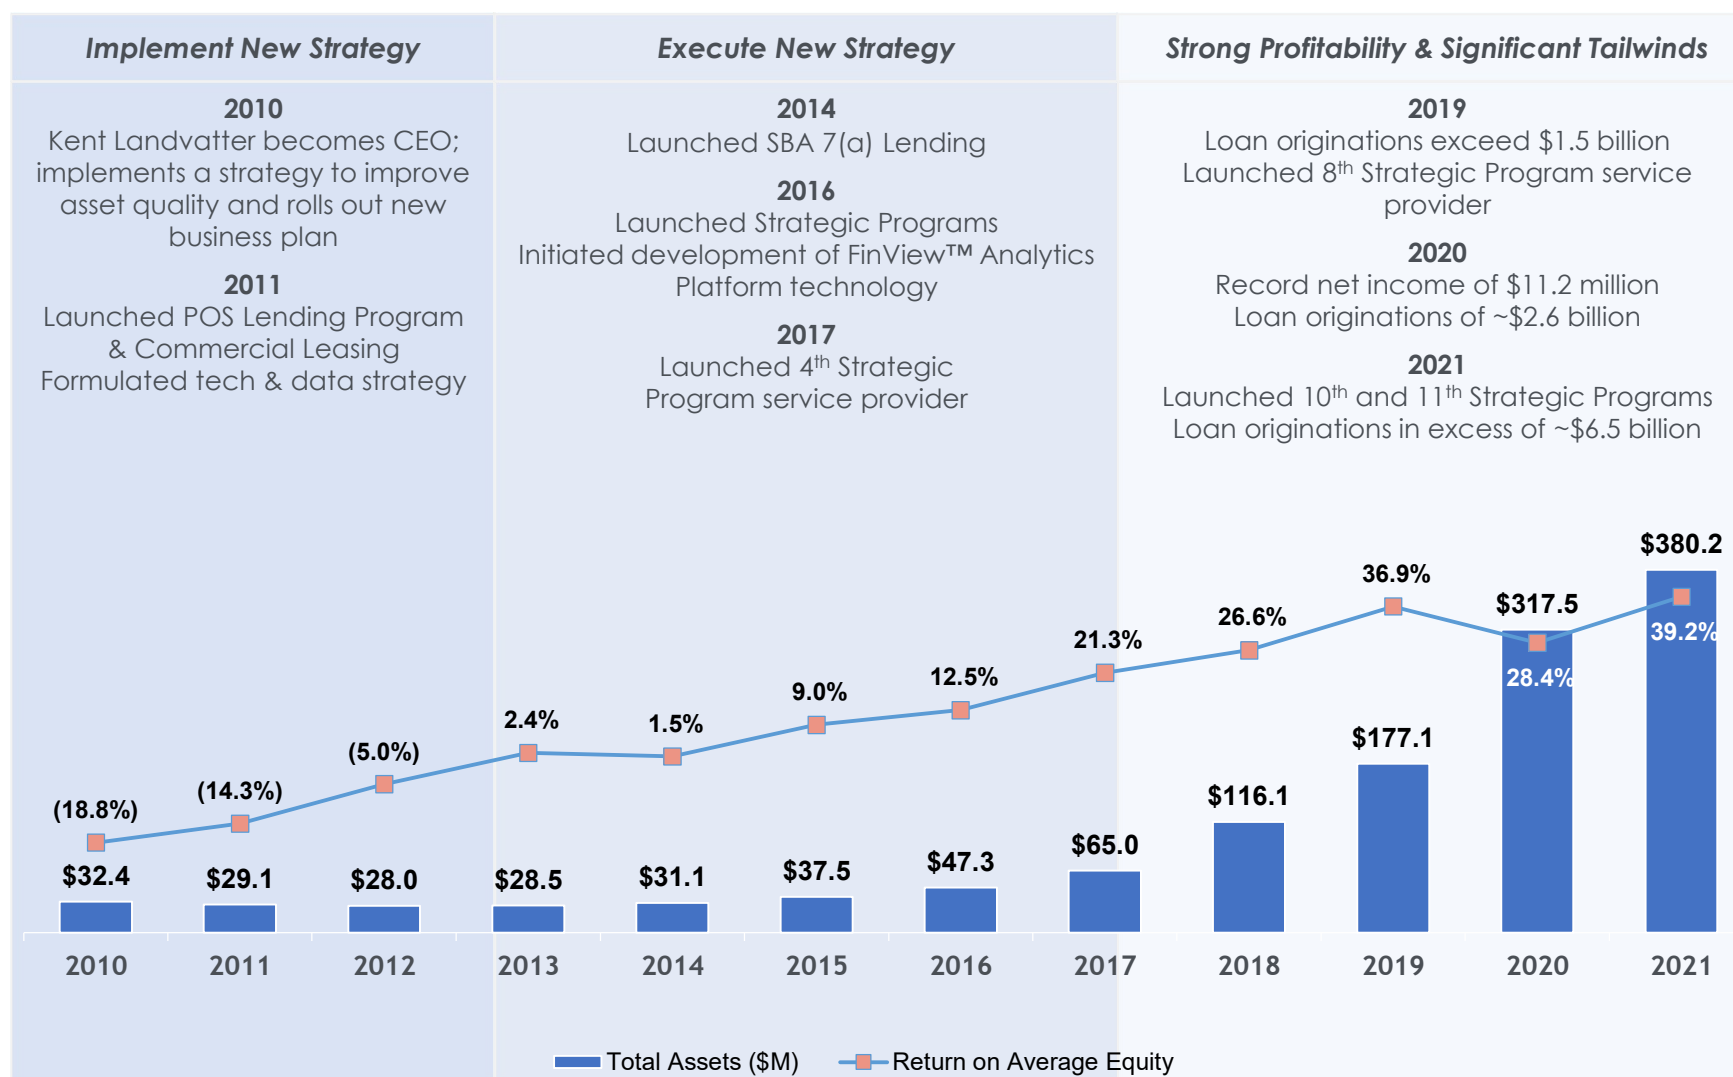 Implement New Strategy
2010
Kent Landvatter becomes CEO;
implements a strategy to improve
asset quality and rolls out new
business plan
2011
Launched POS Lending Program
& Commercial Leasing
Formulated tech & data strategy
Execute New Strategy
2014
Launched SBA 7(a) Lending
2016
Launched Strategic Programs
Initiated development of FinView™ Analytics
Platform technology
2017
Launched 4th Strategic
Program service provider
Strong Profitability & Significant Tailwinds
2019
Loan originations exceed $1.5 billion
Launched 8th Strategic Program service
provider
2020
Record net income of $11.2 million
Loan originations of ~$2.6 billion
2021
Launched 10th and 11th Strategic Programs
Loan originations in excess of ~$6.5 billion
(18.8%) (14.3%) (5.0%) 2.4% 1.5% 9.0% 12.5% 21.3% 26.6% 36.9% 28.4% 39.2%
$32.4 $29.1 $28.0 $28.5 $31.1 $37.5 $47.3 $65.0 $116.1 $177.1 $317.5 $380.2
2010 2011 2012 2013 2014 2015 2016 2017 2018 2019 2020 2021
Total Assets ($M) Return on Average Equity